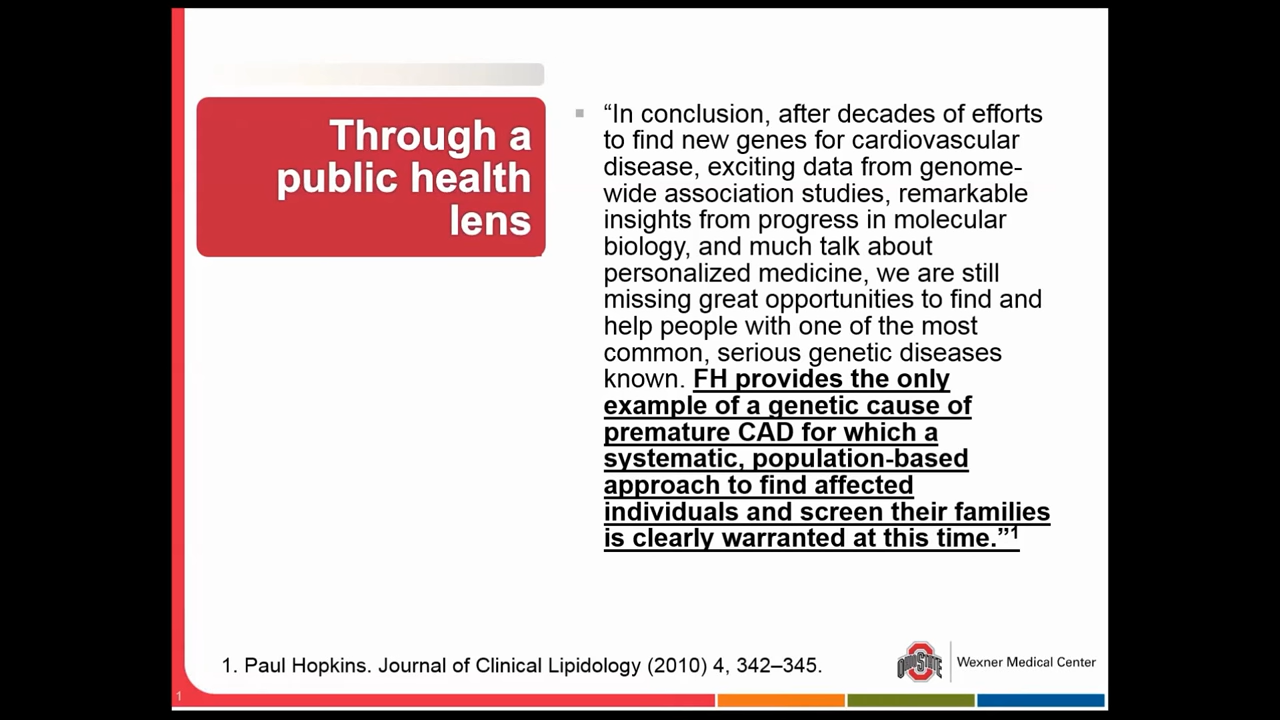 Through a
public health
lens
“In conclusion, after decades of efforts
to find new genes for cardiovascular
disease, exciting data from genome-
wide association studies, remarkable
insights from progress in molecular
biology, and much talk about
personalized medicine, we are still
missing great opportunities to find and
help people with one of the most
common, serious genetic diseases
known. FH provides the only
example of a genetic cause of
premature CAD for which a
systematic, population-based
approach to find affected
individuals and screen their families
is clearly warranted at this time.”1
1. Paul Hopkins. Journal of Clinical Lipidology (2010) 4, 342–345.
OHIO STATE
Wexner Medical Center
1